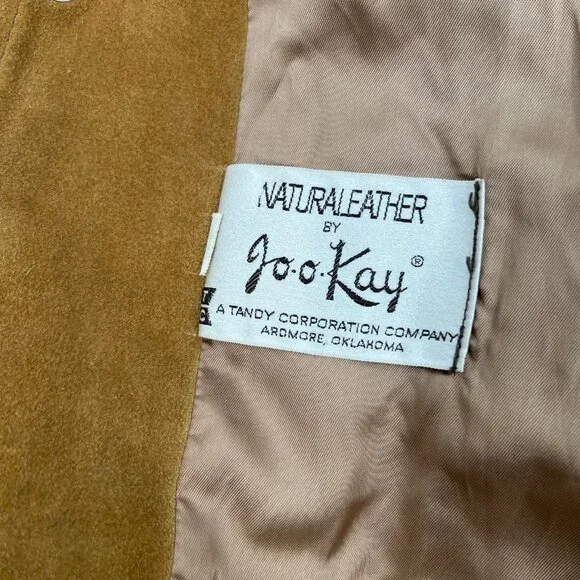 NATURALEATHER
BY
Jo-o-Kay ®
A TANDY CORPORATION COMPANY
ARDMORE, OKLAHOMA